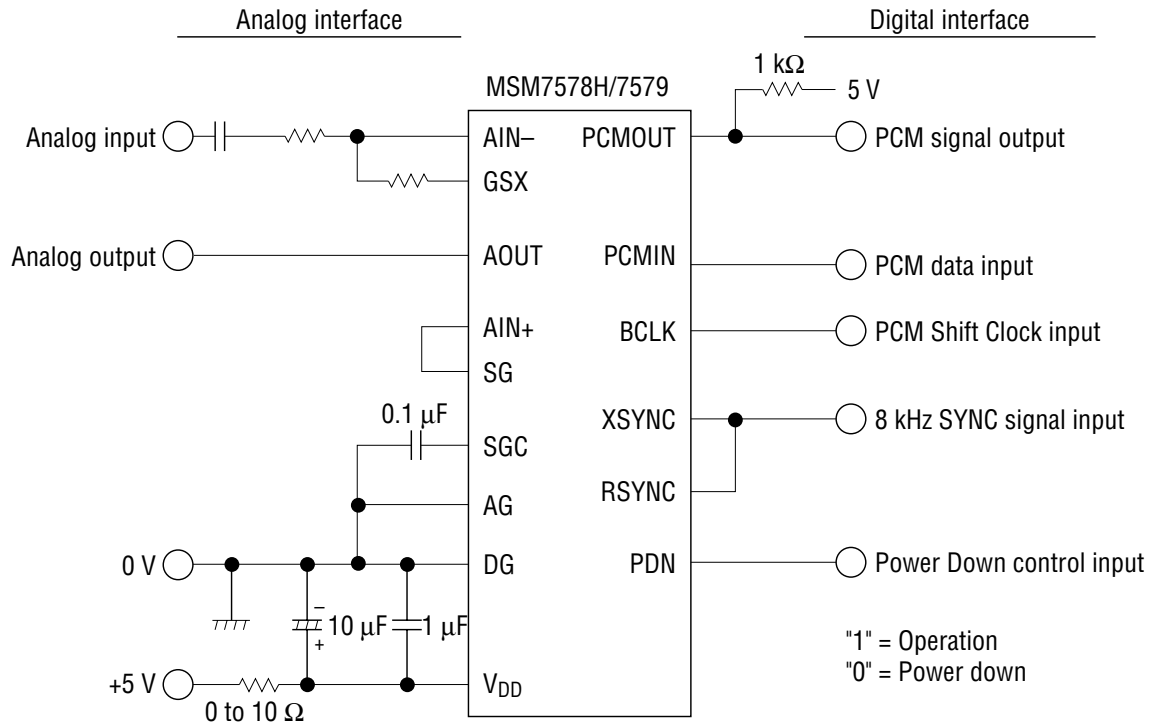 Analog interface
Digital interface
1 kΩ
5 V
MSM7578H/7579
Analog input
AIN–
PCMOUT
PCM signal output
GSX
Analog output
AOUT
PCMIN
PCM data input
AIN+
BCLK
PCM Shift Clock input
SG
0.1 μF
XSYNC
8 kHz SYNC signal input
SGC
RSYNC
AG
0 V
DG
PDN
Power Down control input
–
10 μF
1 μF
+
"1" = Operation
"0" = Power down
+5 V
VDD
0 to 10 Ω